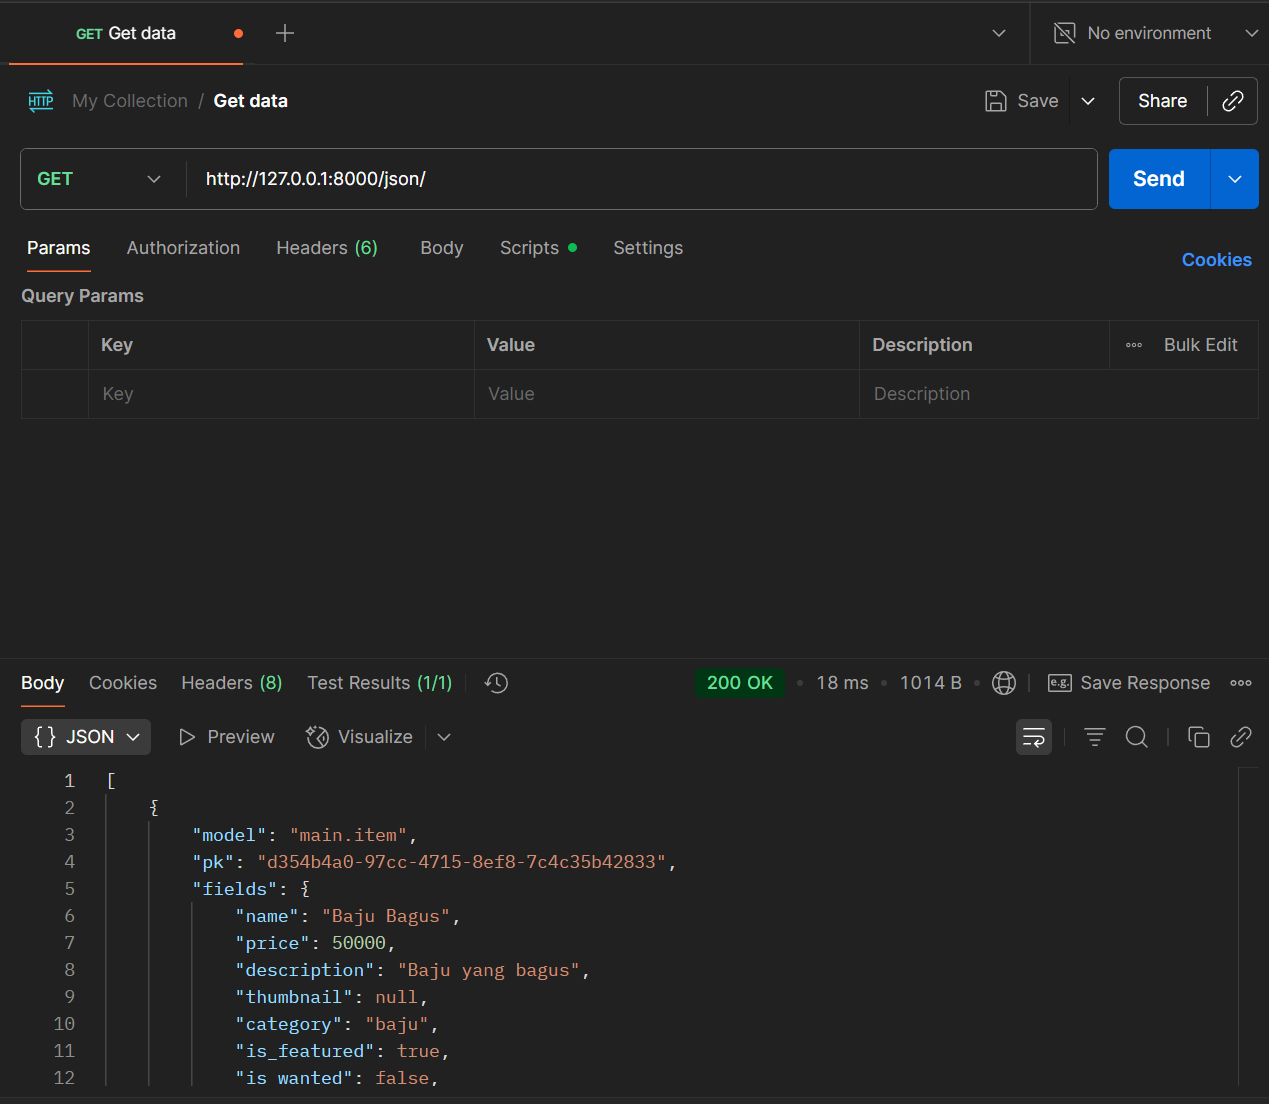 GET Get data
No environment
HTTP My Collection / Get data Save Share
GET http://127.0.0.1:8000/json/ Send
Params Authorization Headers (6) Body Scripts Settings Cookies
Query Params
Key Value Description Bulk Edit
Key Value Description
Body Cookies Headers (8) Test Results (1/1) 200 OK • 18 ms • 1014 B • e.g. Save Response
{} JSON Preview Visualize
1 [
2 {
3 "model": "main.item",
4 "pk": "d354b4a0-97cc-4715-8ef8-7c4c35b42833",
5 "fields": {
6 "name": "Baju Bagus",
7 "price": 50000,
8 "description": "Baju yang bagus",
9 "thumbnail": null,
10 "category": "baju",
11 "is_featured": true,
12 "is_wanted": false,